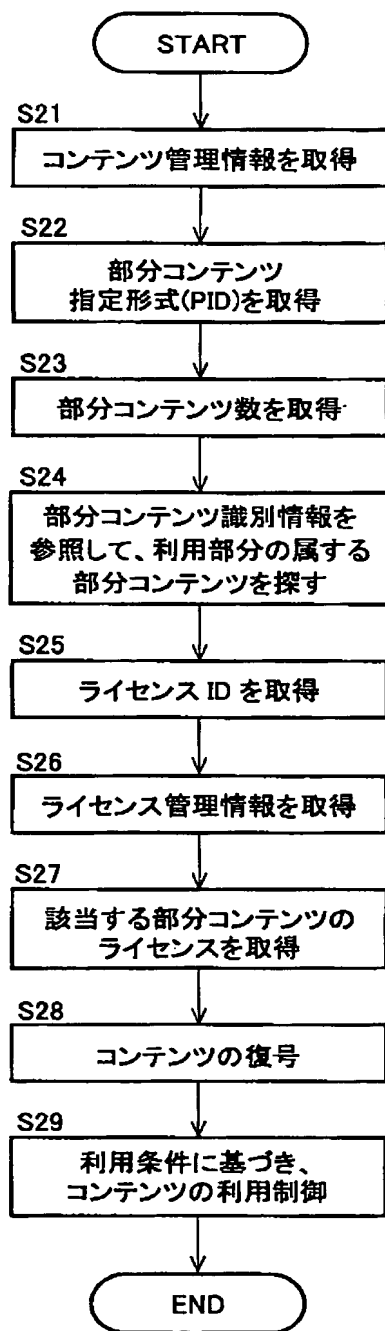 START
S21
コンテンツ管理情報を取得
S22
部分コンテンツ
指定形式(PID)を取得
S23
部分コンテンツ数を取得
S24
部分コンテンツ識別情報を
参照して、利用部分の属する
部分コンテンツを探す
S25
ライセンス ID を取得
S26
ライセンス管理情報を取得
S27
該当する部分コンテンツの
ライセンスを取得
S28
コンテンツの復号
S29
利用条件に基づき、
コンテンツの利用制御
END